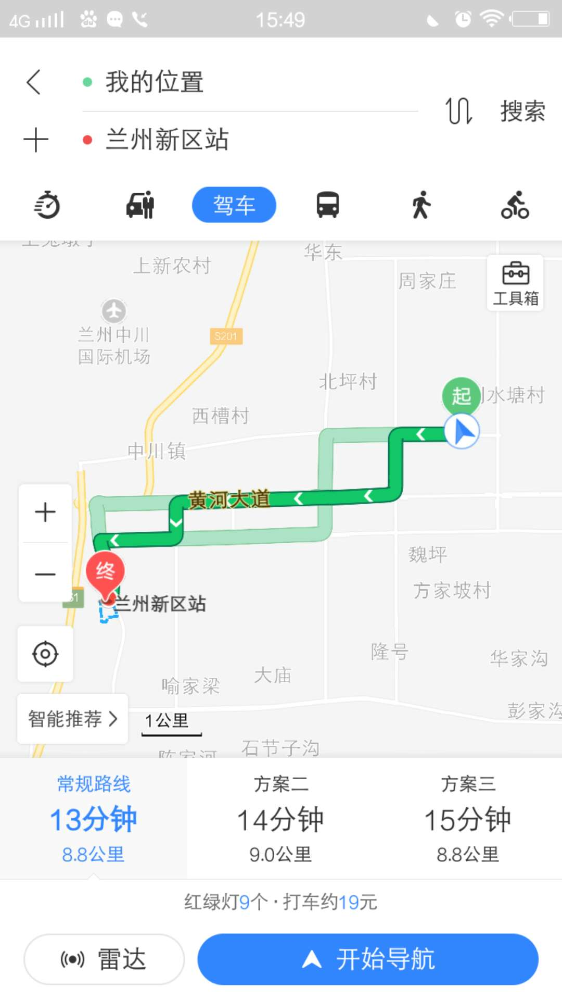 4G 15:49
我的位置
搜索
兰州新区站
驾车
华东
上新农村
周家庄
工具箱
兰州中川
国际机场
S201
北坪村
起
水塘村
西槽村
中川镇
黄河大道
魏坪
终
方家坡村
兰州新区站
隆号
华家沟
大庙
喻家梁
彭家沟
智能推荐
1公里
石节子沟
常规路线
13分钟
8.8公里
方案二
14分钟
9.0公里
方案三
15分钟
8.8公里
红绿灯9个·打车约19元
雷达
开始导航